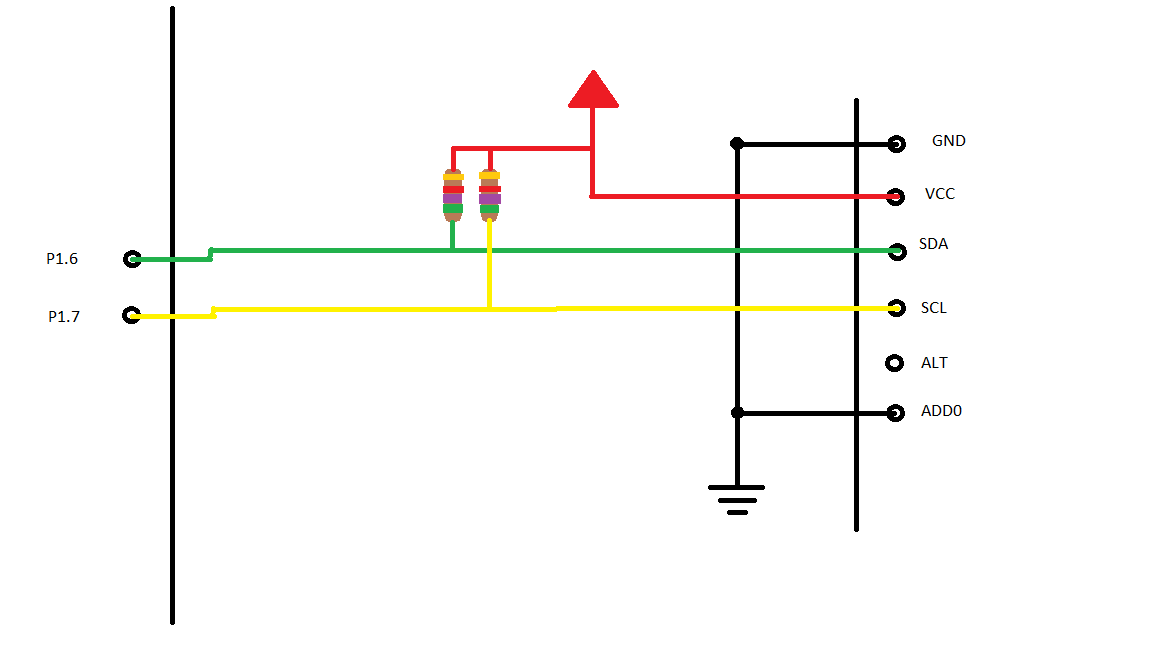 GND
VCC
SDA
P1.6
SCL
P1.7
ALT
ADD0